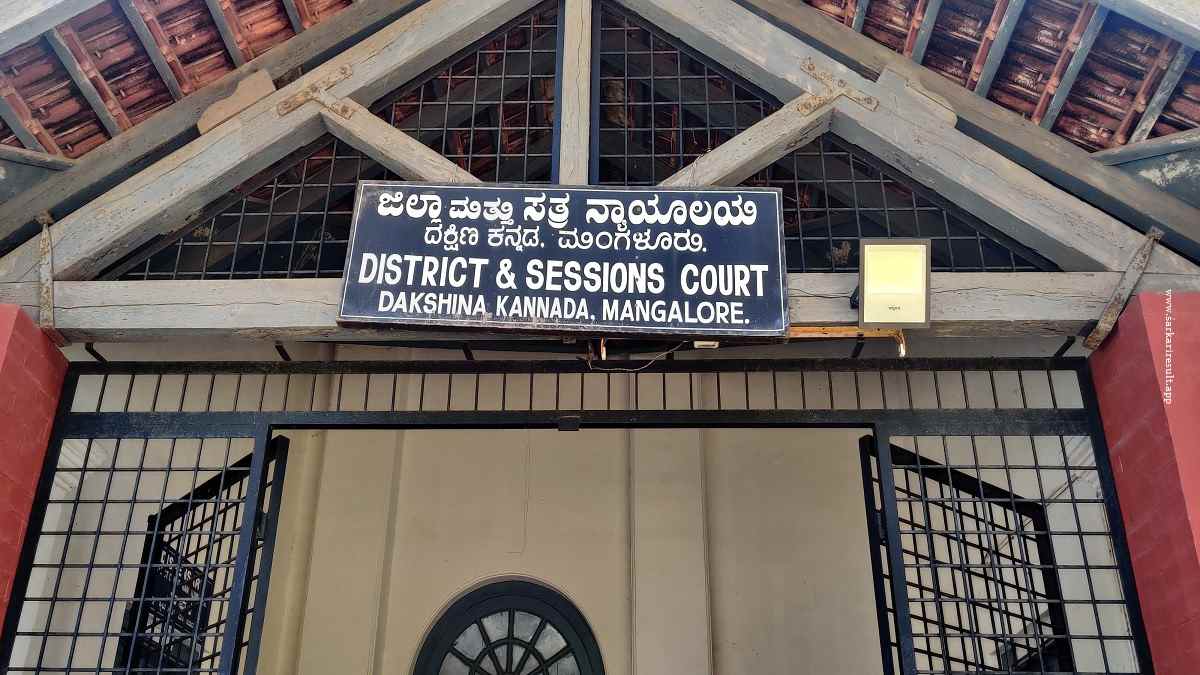 ಜಿಲ್ಲಾ ಮತ್ತು ಸತ್ರ ನ್ಯಾಯಾಲಯ
ದಕ್ಷಿಣ ಕನ್ನಡ. ಮಂಗಳೂರು.
DISTRICT & SESSIONS COURT
DAKSHINA KANNADA, MANGALORE.
www.sarkariresult.app